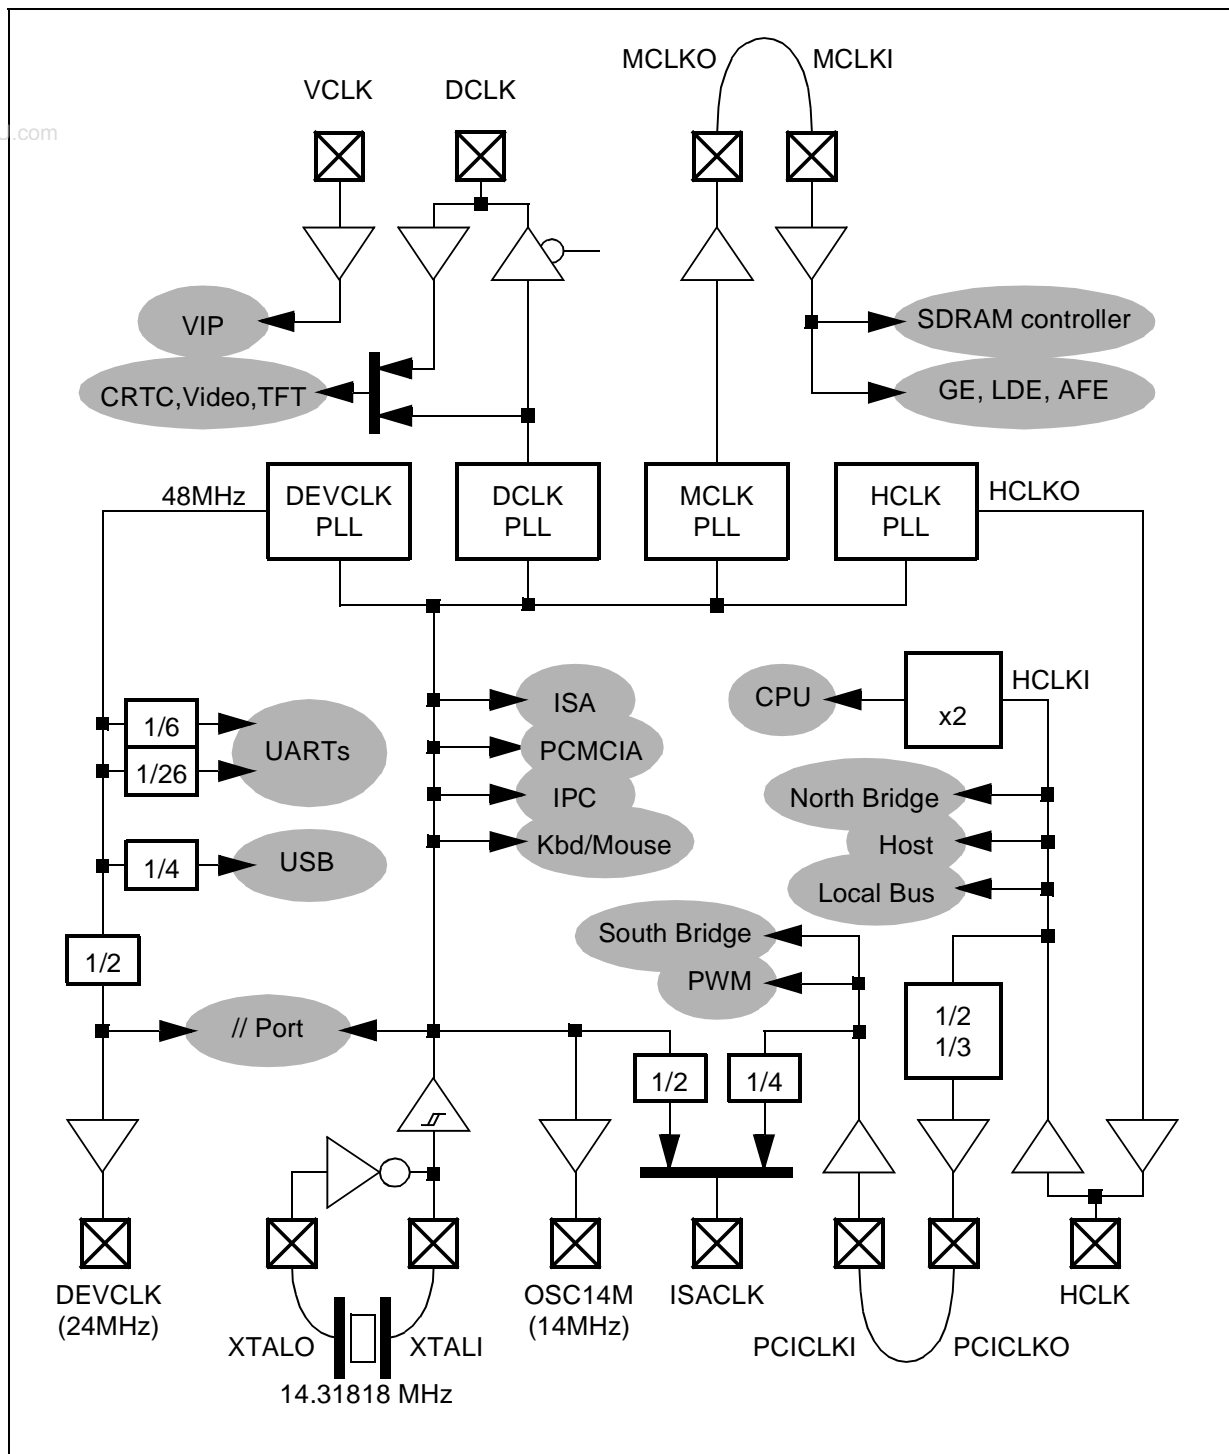 MCLKO
MCLKI
VCLK
DCLK
.com
VIP
SDRAM controller
CRTC,Video,TFT
GE, LDE, AFE
48MHz
DEVCLK
PLL
DCLK
PLL
MCLK
PLL
HCLK
PLL
HCLKO
ISA
CPU
x2
HCLKI
1/6
UARTs
PCMCIA
1/26
IPC
North Bridge
Kbd/Mouse
Host
1/4
USB
Local Bus
South Bridge
1/2
PWM
// Port
1/2
1/3
1/2
1/4
DEVCLK
(24MHz)
OSC14M
(14MHz)
ISACLK
HCLK
XTALO
XTALI
PCICLKI
PCICLKO
14.31818 MHz